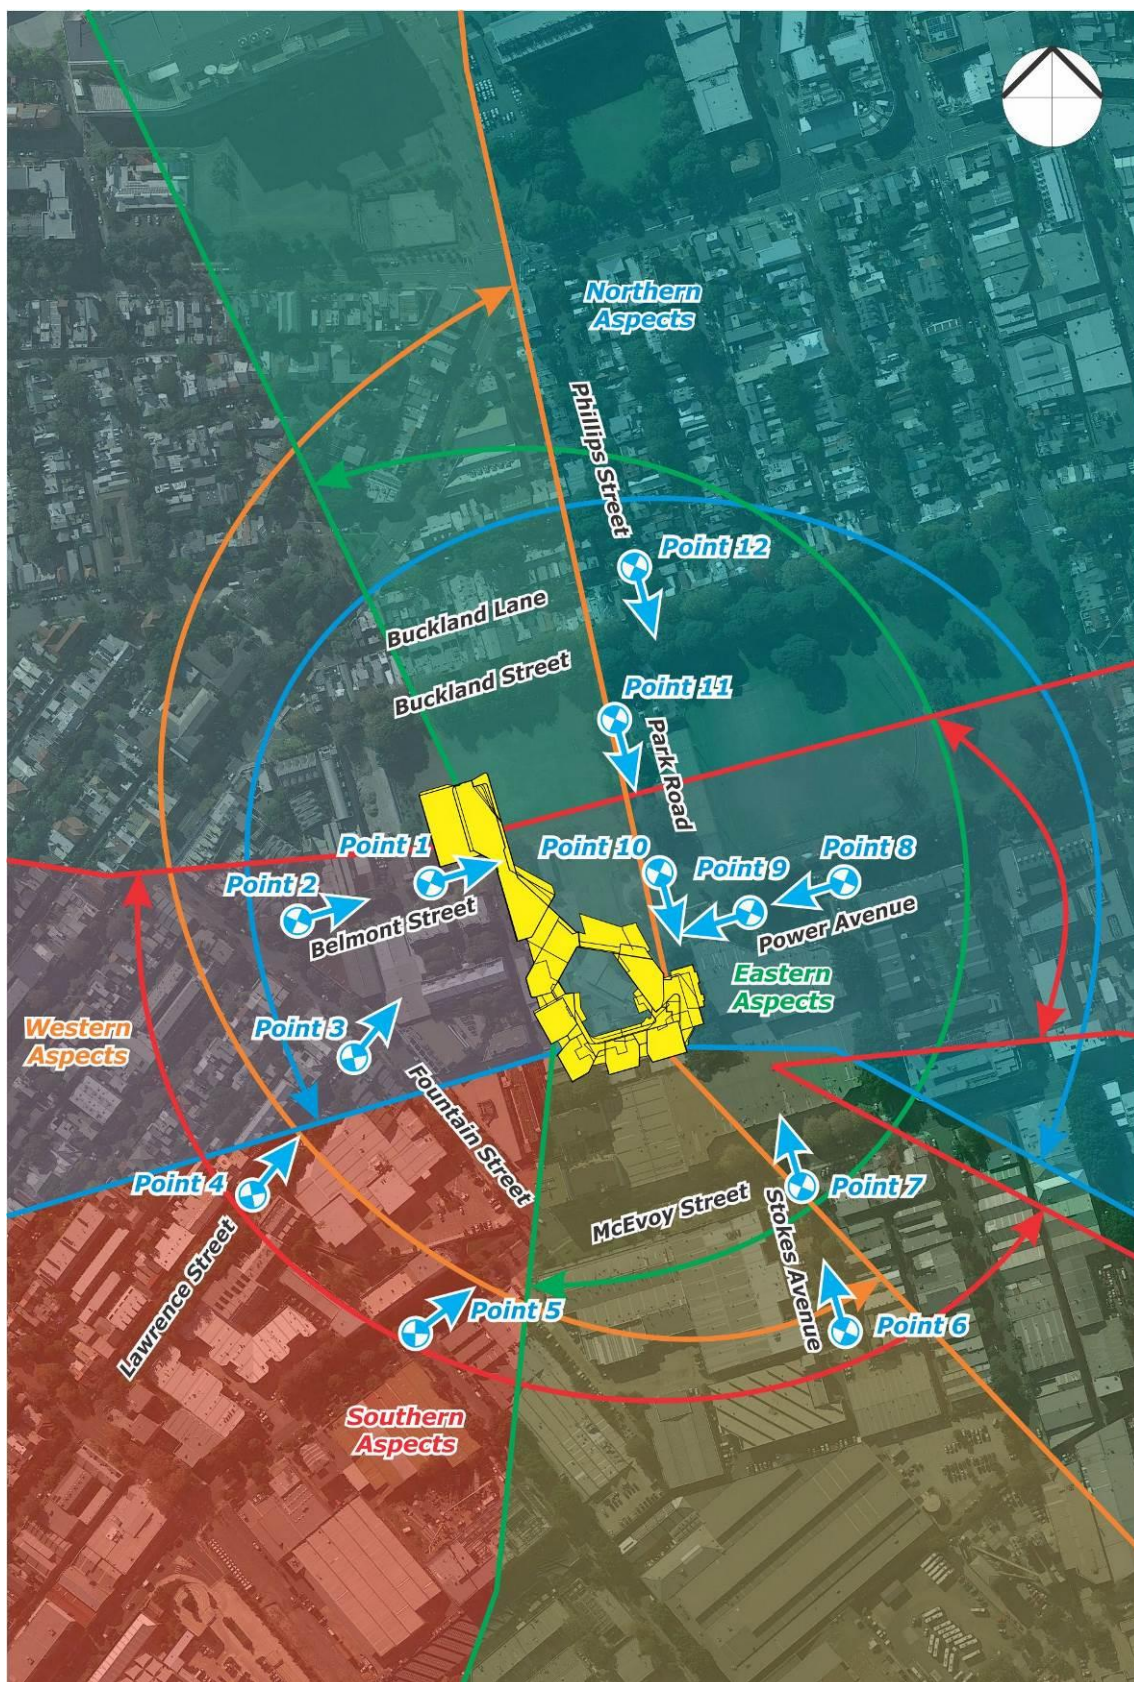 Northern
Aspects
Phillips Street
Point 12
Buckland Lane
Buckland Street
Point 11
Park Road
Point 1
Point 10
Point 8
Point 9
Point 2
Belmont Street
Power Avenue
Eastern
Aspects
Western
Aspects
Point 3
Fountain Street
Point 4
Point 7
McEvoy Street
Stokes Avenue
Lawrence Street
Point 5
Point 6
Southern
Aspects